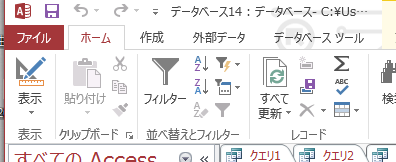 データベース14 : データベース- C:¥Us
ファイル ホーム 作成 外部データ データベース ツール
表示 貼り付け フィルター すべて更新
表示 クリップボード 並べ替えとフィルター レコード
すべての Access クエリ1 クエリ2